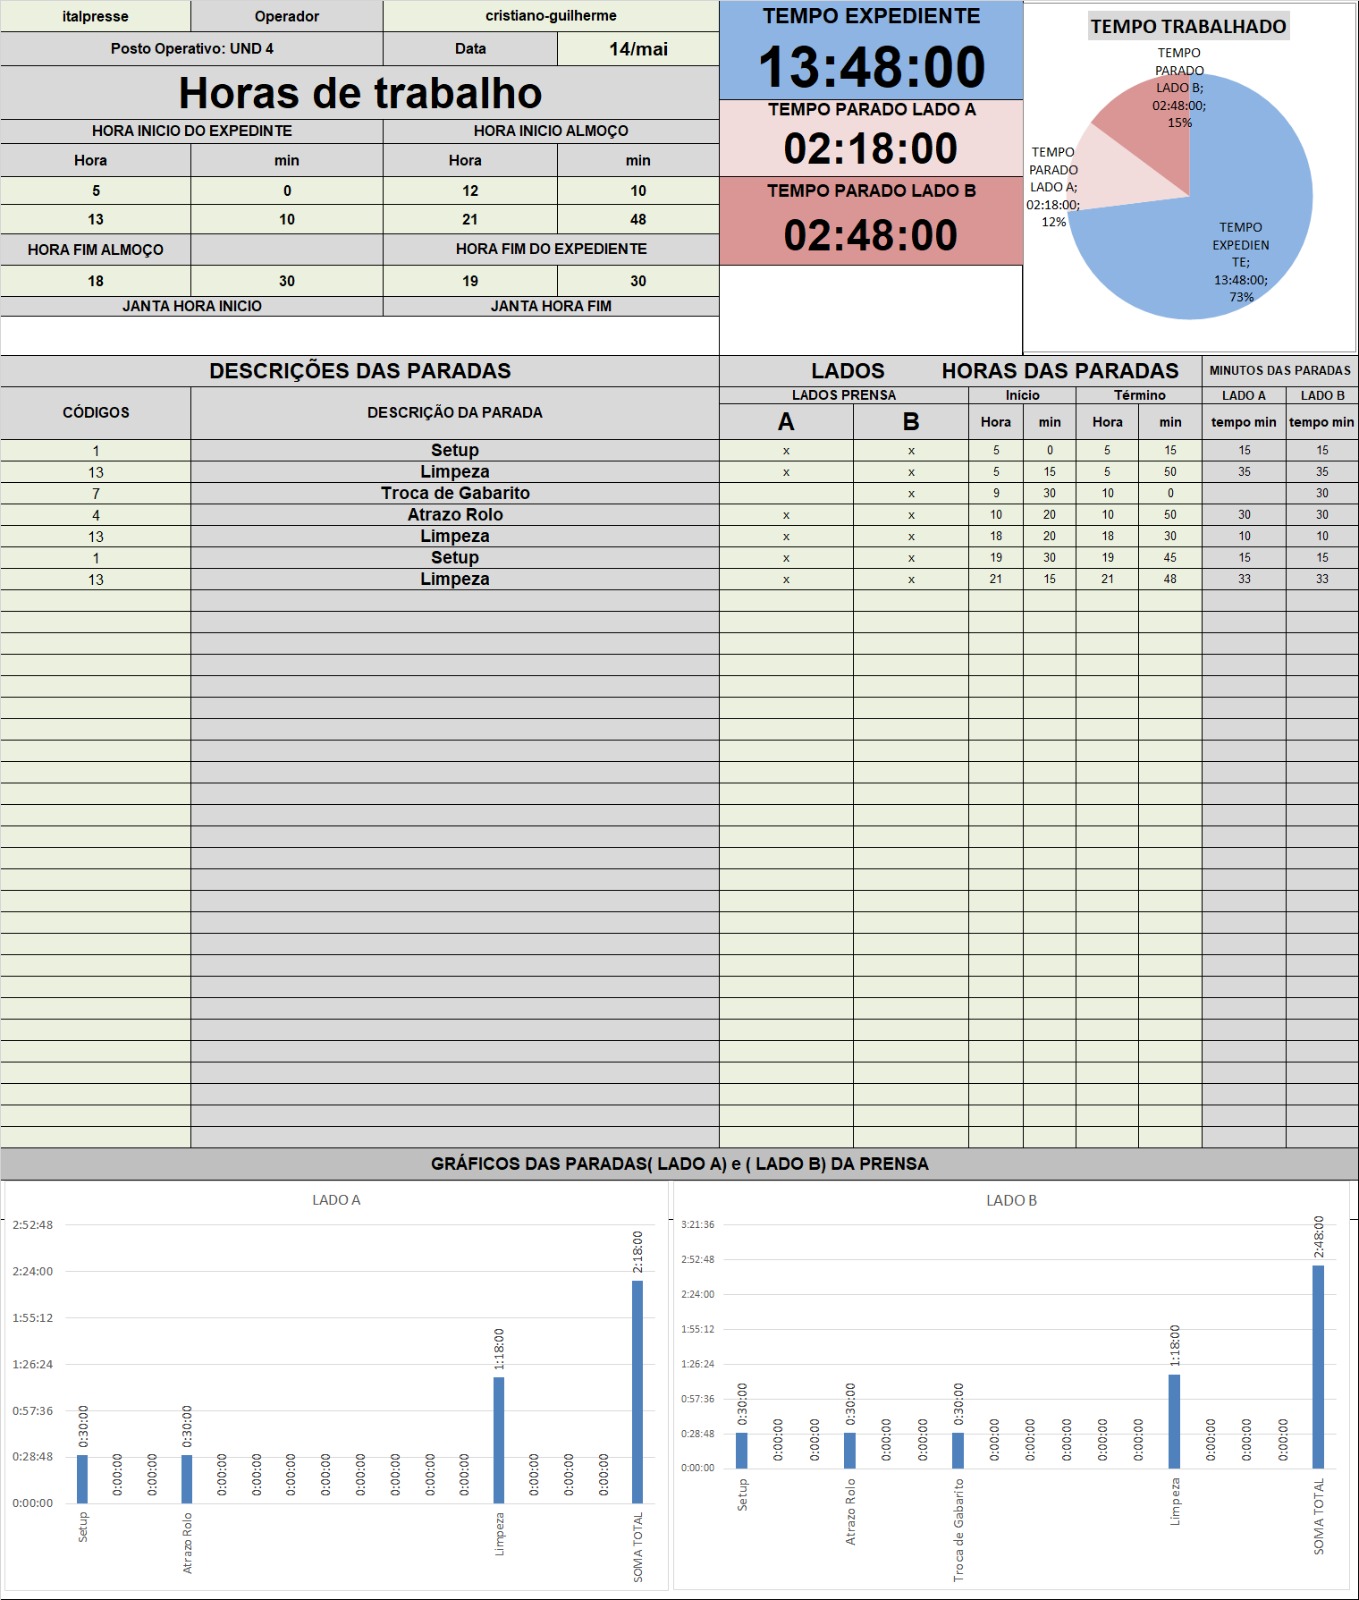 italpresse Operador cristiano-guilherme
Posto Operativo: UND 4 Data 14/mai
Horas de trabalho
HORA INICIO DO EXPEDINTE HORA INICIO ALMOÇO
Hora min Hora min
5 0 12 10
13 10 21 48
HORA FIM ALMOÇO HORA FIM DO EXPEDIENTE
18 30 19 30
JANTA HORA INICIO JANTA HORA FIM
TEMPO EXPEDIENTE
13:48:00
TEMPO PARADO LADO A
02:18:00
TEMPO PARADO LADO B
02:48:00
TEMPO TRABALHADO
TEMPO
PARADO
LADO B;
02:48:00;
15%
TEMPO
PARADO
LADO A;
02:18:00;
12%
TEMPO
EXPEDIEN
TE;
13:48:00;
73%
DESCRIÇÕES DAS PARADAS LADOS HORAS DAS PARADAS MINUTOS DAS PARADAS
CÓDIGOS DESCRIÇÃO DA PARADA LADOS PRENSA Início Término LADO A LADO B
A B Hora min Hora min tempo min tempo min
1 Setup x x 5 0 5 15 15 15
13 Limpeza x x 5 15 5 50 35 35
7 Troca de Gabarito x 9 30 10 0 30
4 Atrazo Rolo x x 10 20 10 50 30 30
13 Limpeza x x 18 20 18 30 10 10
1 Setup x x 19 30 19 45 15 15
13 Limpeza x x 21 15 21 48 33 33
GRÁFICOS DAS PARADAS( LADO A) e ( LADO B) DA PRENSA
LADO A
2:52:48
2:24:00
1:55:12
1:26:24
0:57:36
0:28:48
0:00:00
0:30:00 0:00:00 0:00:00 0:30:00 0:00:00 0:00:00 0:00:00 0:00:00 0:00:00 0:00:00 0:00:00 0:00:00 1:18:00 0:00:00 0:00:00 0:00:00 2:18:00
Setup Atrazo Rolo Limpeza SOMA TOTAL
LADO B
3:21:36
2:52:48
2:24:00
1:55:12
1:26:24
0:57:36
0:28:48
0:00:00
0:30:00 0:00:00 0:00:00 0:30:00 0:00:00 0:00:00 0:30:00 0:00:00 0:00:00 0:00:00 0:00:00 0:00:00 1:18:00 0:00:00 0:00:00 0:00:00 2:48:00
Setup Atrazo Rolo Troca de Gabarito Limpeza SOMA TOTAL